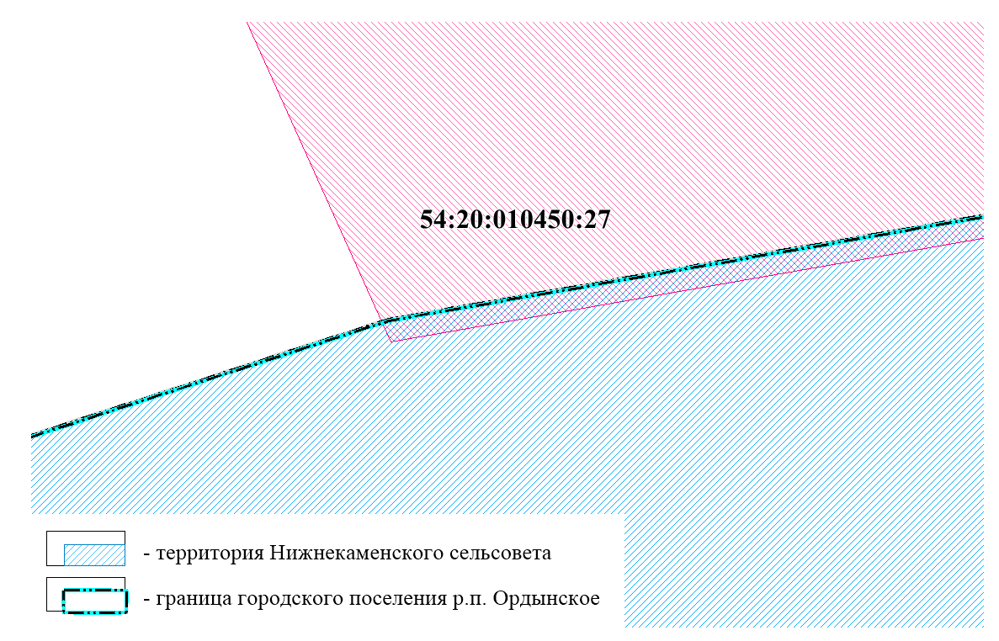 54:20:010450:27
- территория Нижнекаменского сельсовета
- граница городского поселения р.п. Ордынское